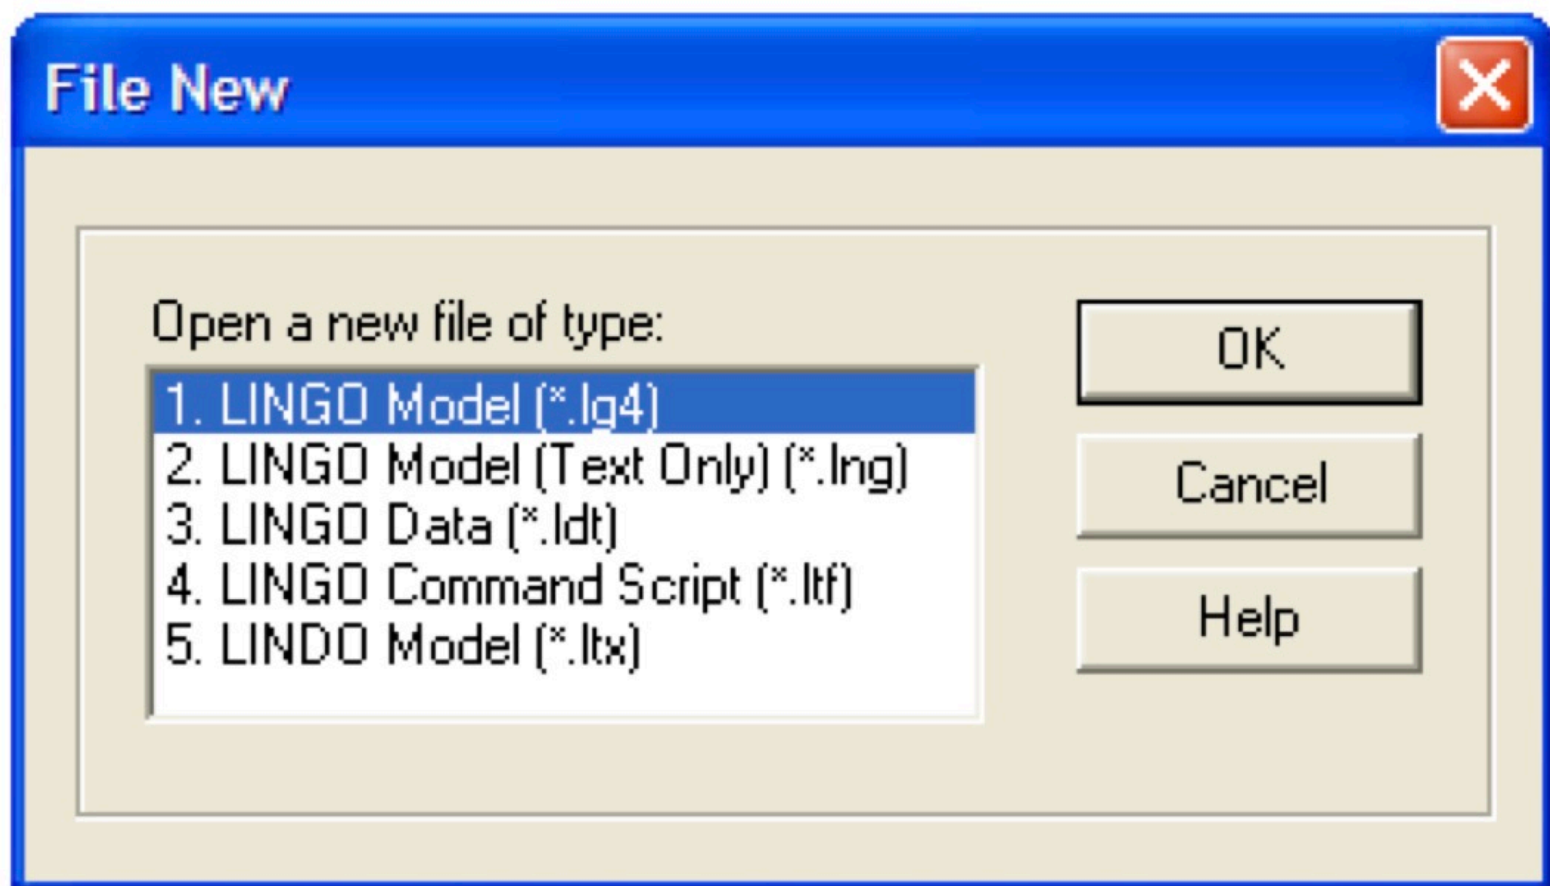 File New
Open a new file of type:
1. LINGO Model (*.lg4)
2. LINGO Model (Text Only) (*.lng)
3. LINGO Data (*.ldt)
4. LINGO Command Script (*.ltf)
5. LINDO Model (*.ltx)
OK
Cancel
Help